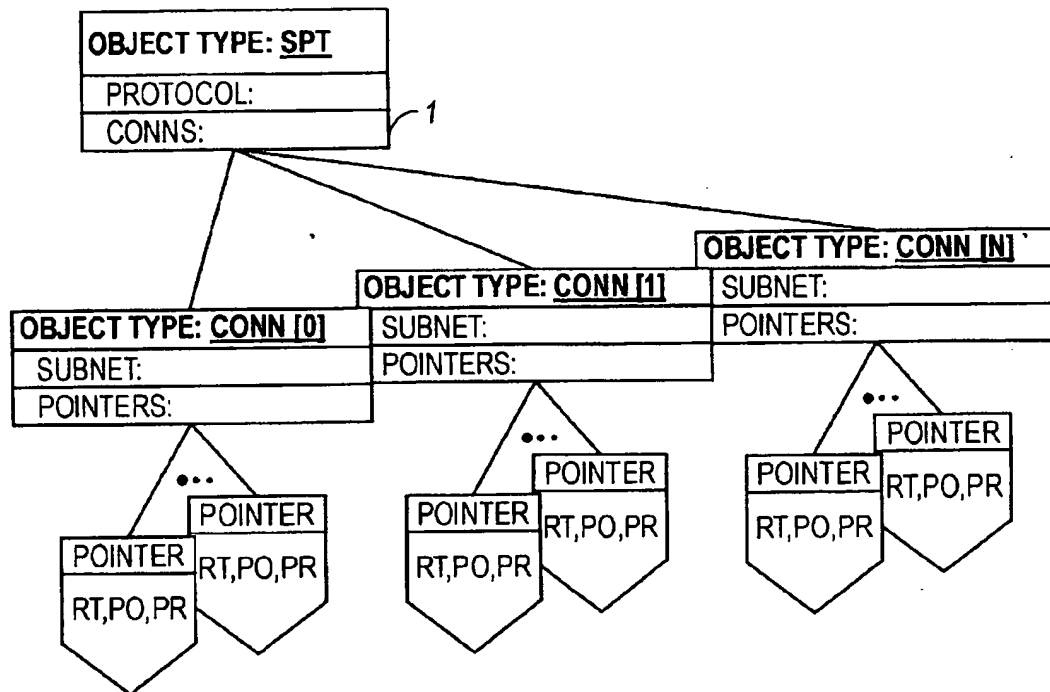 OBJECT TYPE: SPT
PROTOCOL:
CONNS:
1
OBJECT TYPE: CONN [0]
SUBNET:
POINTERS:
OBJECT TYPE: CONN [1]
SUBNET:
POINTERS:
OBJECT TYPE: CONN [N]
SUBNET:
POINTERS:
POINTER
RT,PO,PR
POINTER
RT,PO,PR
POINTER
RT,PO,PR
POINTER
RT,PO,PR
POINTER
RT,PO,PR
POINTER
RT,PO,PR